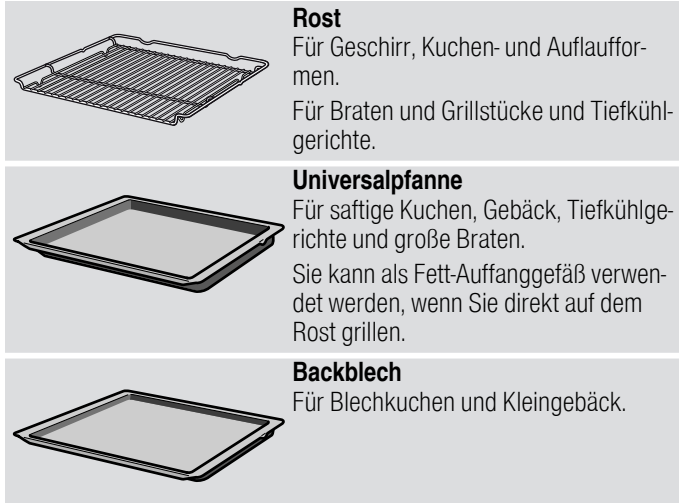 Rost
Für Geschirr, Kuchen- und Auflauffor-
men.
Für Braten und Grillstücke und Tiefkühl-
gerichte.
Universalpfanne
Für saftige Kuchen, Gebäck, Tiefkühlge-
richte und große Braten.
Sie kann als Fett-Auffanggefäß verwen-
det werden, wenn Sie direkt auf dem
Rost grillen.
Backblech
Für Blechkuchen und Kleingebäck.